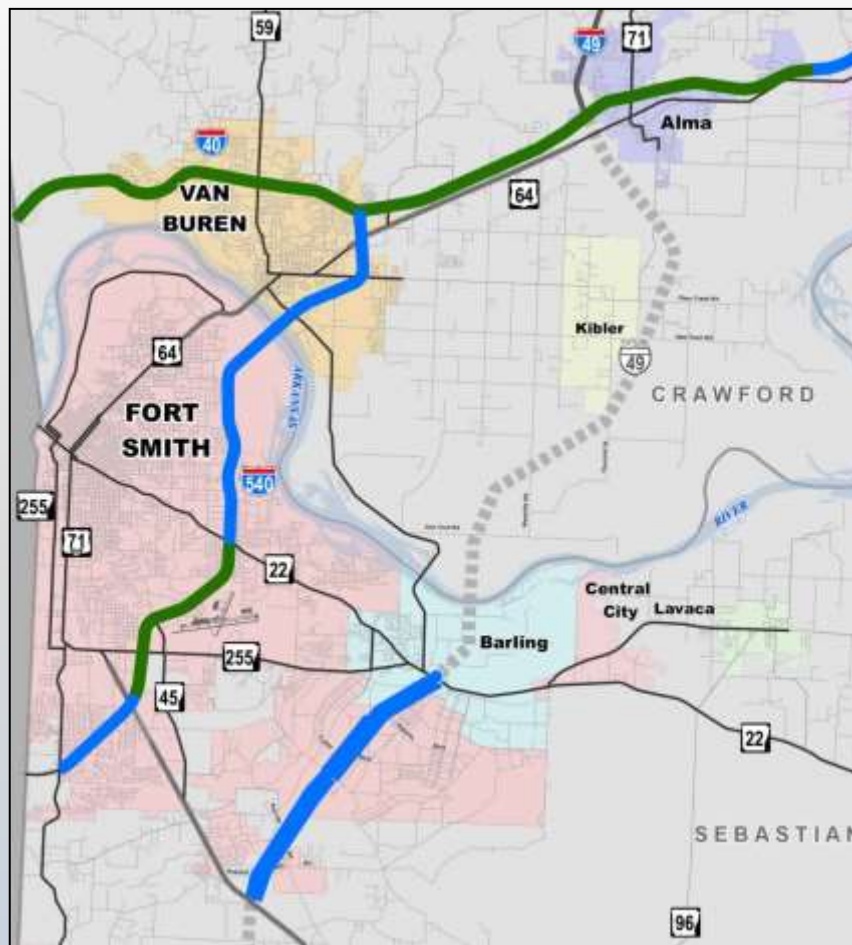 59
49
71
40
Alma
VAN
BUREN
64
Kibler
64
49
CRAWFORD
FORT
SMITH
540
255
71
22
RIVER
Central
City
Lavaca
Barling
255
45
22
SEBASTIAN
96